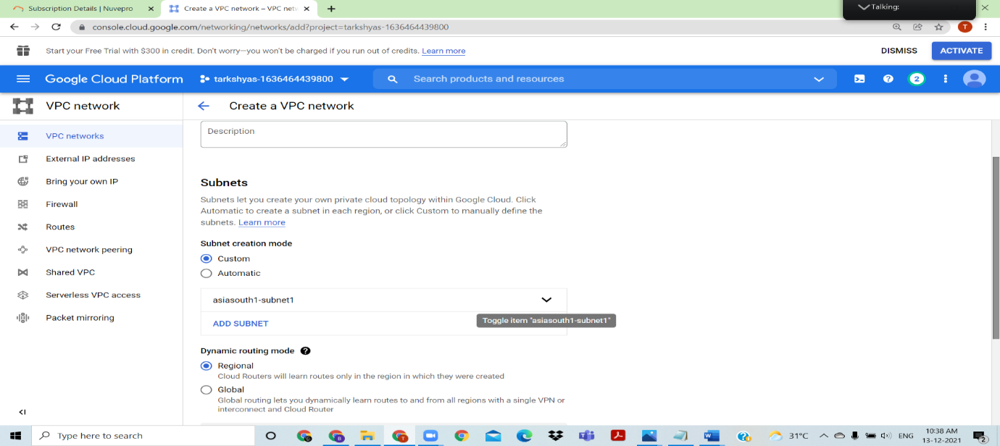 Subscription Details | Nuvepro
Create a VPC network – VPC netw
Talking:
console.cloud.google.com/networking/networks/add?project=tarkshyas-1636464439800
T
Start your Free Trial with $300 in credit. Don't worry—you won't be charged if you run out of credits. Learn more
DISMISS
ACTIVATE
Google Cloud Platform
tarkshyas-1636464439800
Search products and resources
2
VPC network
Create a VPC network
VPC networks
External IP addresses
Bring your own IP
Firewall
Routes
VPC network peering
Shared VPC
Serverless VPC access
Packet mirroring
Description
Subnets
Subnets let you create your own private cloud topology within Google Cloud. Click
Automatic to create a subnet in each region, or click Custom to manually define the
subnets. Learn more
Subnet creation mode
Custom
Automatic
asiasouth1-subnet1
ADD SUBNET
Toggle item "asiasouth1-subnet1"
Dynamic routing mode
Regional
Cloud Routers will learn routes only in the region in which they were created
Global
Global routing lets you dynamically learn routes to and from all regions with a single VPN or
interconnect and Cloud Router
Type here to search
31°C
ENG
10:38 AM
13-12-2021
2